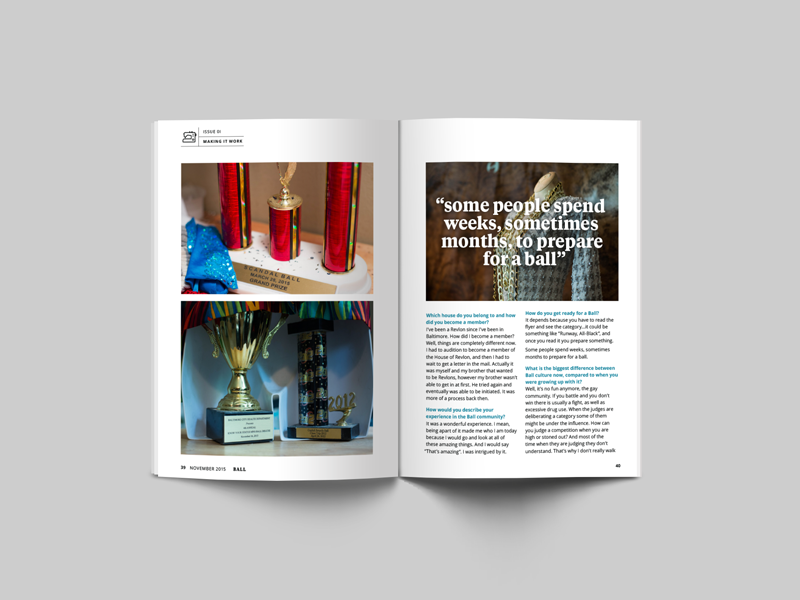 ISSUE 01
MAKING IT WORK
SCANDAL BALL
MARCH 28, 2015
GRAND PRIZE
2012
39 NOVEMBER 2015 BALL
“some people spend
weeks, sometimes
months, to prepare
for a ball”
Which house do you belong to and how
did you become a member?
I've been a Revlon since I've been in
Baltimore. How did I become a member?
Well, things are completely different now.
I had to audition to become a member of
the House of Revlon, and then I had to
wait to get a letter in the mail. Actually it
was myself and my brother that wanted
to be Revlons, however my brother wasn't
able to get in at first. He tried again and
eventually was able to be initiated. It was
more of a process back then.
How would you describe your
experience in the Ball community?
It was a wonderful experience. I mean,
being apart of it made me who I am today
because I would go and look at all of
these amazing things. And I would say
"That's amazing". I was intrigued by it.
How do you get ready for a Ball?
It depends because you have to read the
flyer and see the category...it could be
something like "Runway, All-Black", and
once you read it you prepare something.
Some people spend weeks, sometimes
months to prepare for a ball.
What is the biggest difference between
Ball culture now, compared to when you
were growing up with it?
Well, it's no fun anymore, the gay
community. If you battle and you don't
win there is usually a fight, as well as
excessive drug use. When the judges are
deliberating a category some of them
might be under the influence. How can
you judge a competition when you are
high or stoned out? And most of the
time when they are judging they don't
understand. That's why I don't really walk
40